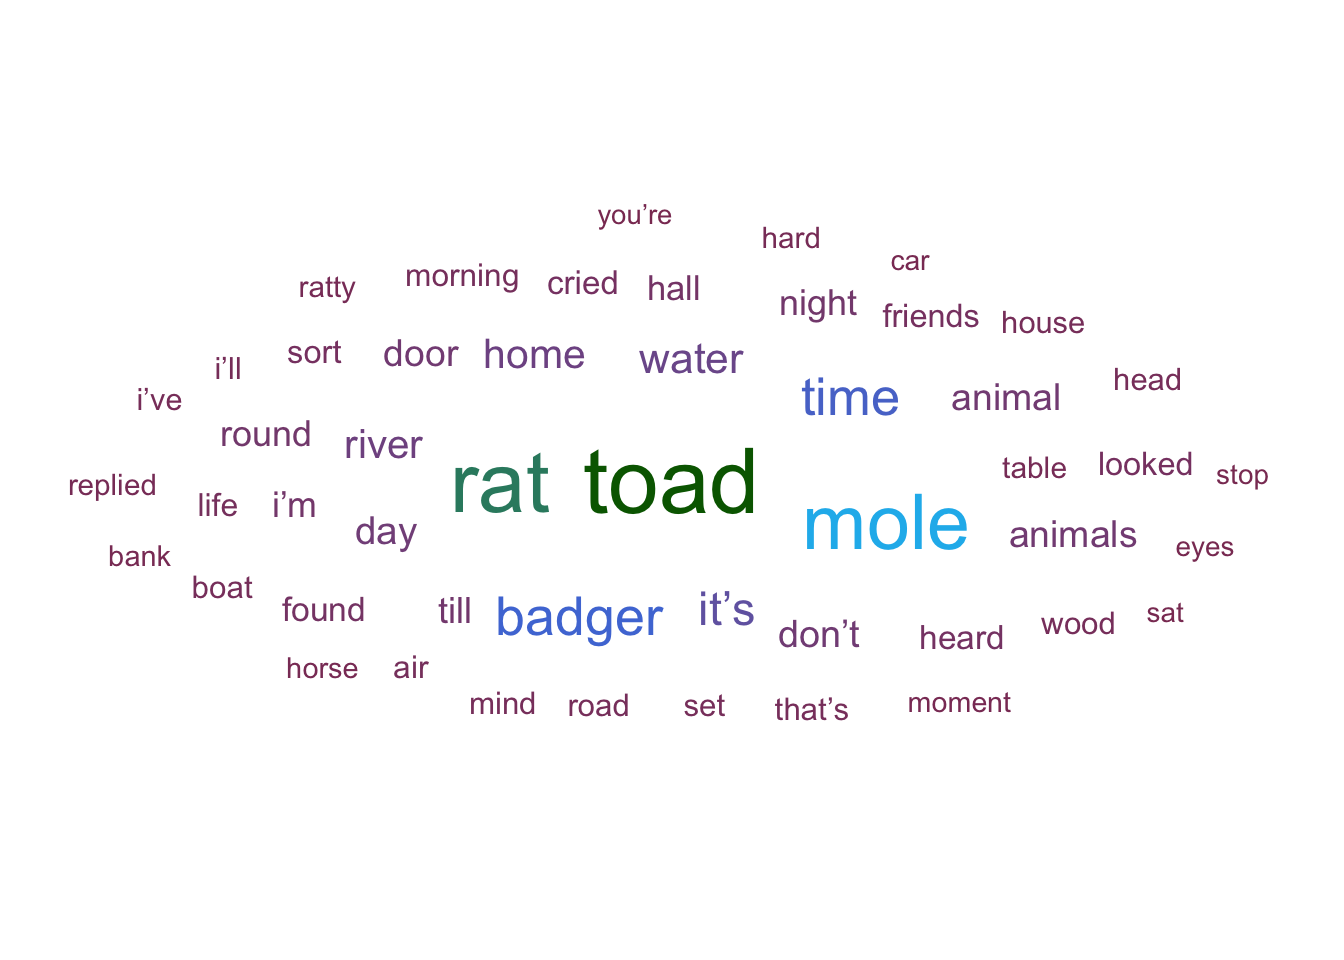 you’re
hard
car
ratty morning cried hall night friends house
sort door home water
i’ll i’ve time animal head
round river
rat toad table looked stop
replied life i’m day mole animals eyes
bank boat
found till badger it’s don’t heard wood sat
horse air
mind road set that’s moment